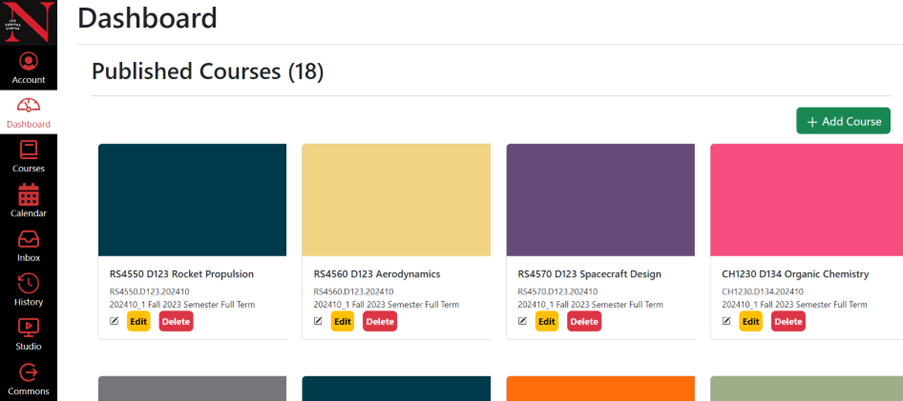 N
Dashboard
Published Courses (18)
Account
Dashboard
Courses
Calendar
Inbox
History
Studio
Commons
+ Add Course
RS4550 D123 Rocket Propulsion
RS4550.D123.202410
202410_1 Fall 2023 Semester Full Term
Edit Delete
RS4560 D123 Aerodynamics
RS4560.D123.202410
202410_1 Fall 2023 Semester Full Term
Edit Delete
RS4570 D123 Spacecraft Design
RS4570.D123.202410
202410_1 Fall 2023 Semester Full Term
Edit Delete
CH1230 D134 Organic Chemistry
CH1230.D134.202410
202410_1 Fall 2023 Semester Full Term
Edit Delete